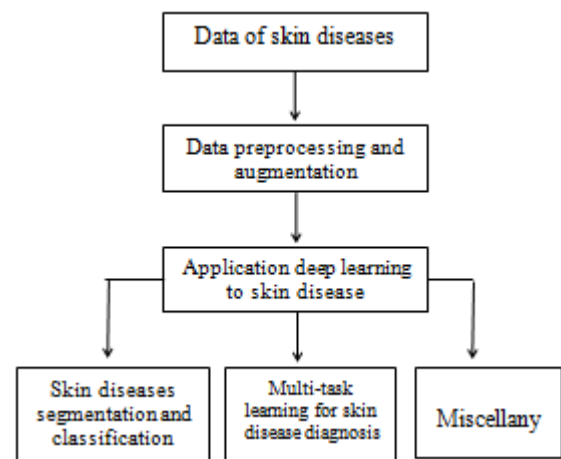 Data of skin diseases
Data preprocessing and
augmentation
Application deep learning
to skin disease
Skin diseases
segmentation and
classification
Multi-task
learning for skin
disease diagnosis
Miscellany